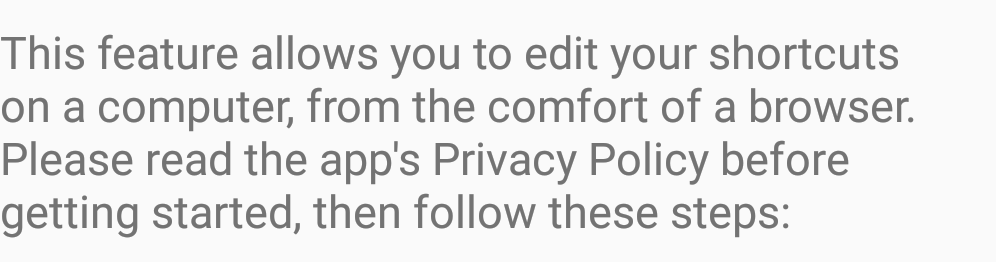 This feature allows you to edit your shortcuts
on a computer, from the comfort of a browser.
Please read the app's Privacy Policy before
getting started, then follow these steps: